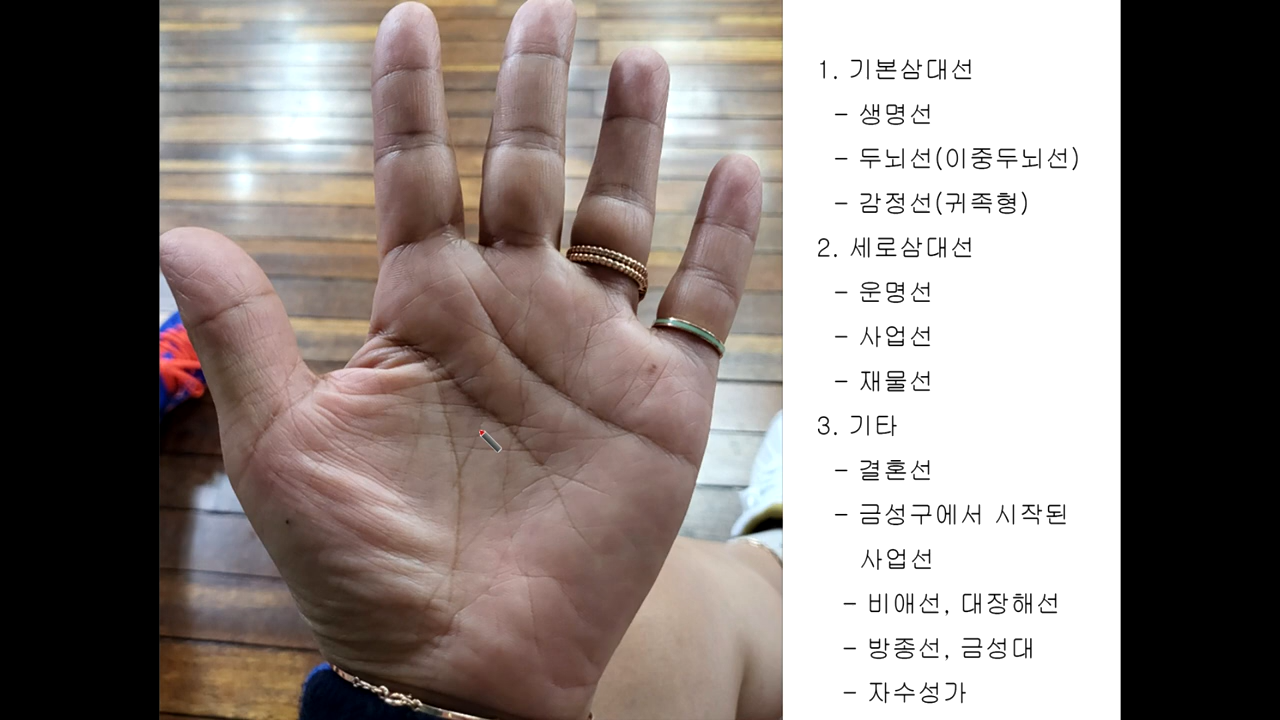 1. 기본삼대선
- 생명선
- 두뇌선(이중두뇌선)
- 감정선(귀족형)
2. 세로삼대선
- 운명선
- 사업선
- 재물선
3. 기타
- 결혼선
- 금성구에서 시작된
사업선
- 비애선, 대장해선
- 방종선, 금성대
- 자수성가